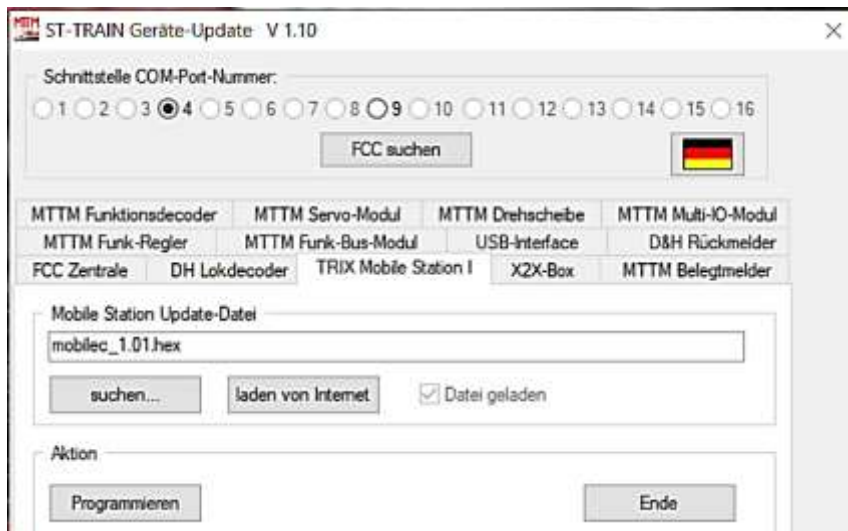 MTTM ST-TRAIN Geräte-Update V 1.10
Schnittstelle COM-Port-Nummer:
1 2 3 4 5 6 7 8 9 10 11 12 13 14 15 16
FCC suchen
MTTM Funktionsdecoder MTTM Servo-Modul MTTM Drehscheibe MTTM Multi-IO-Modul
MTTM Funk-Regler MTTM Funk-Bus-Modul USB-Interface D&H Rückmelder
FCC Zentrale DH Lokdecoder TRIX Mobile Station I X2X-Box MTTM Belegtmelder
Mobile Station Update-Datei
mobilec_1.01.hex
suchen... laden von Internet Datei geladen
Aktion
Programmieren Ende